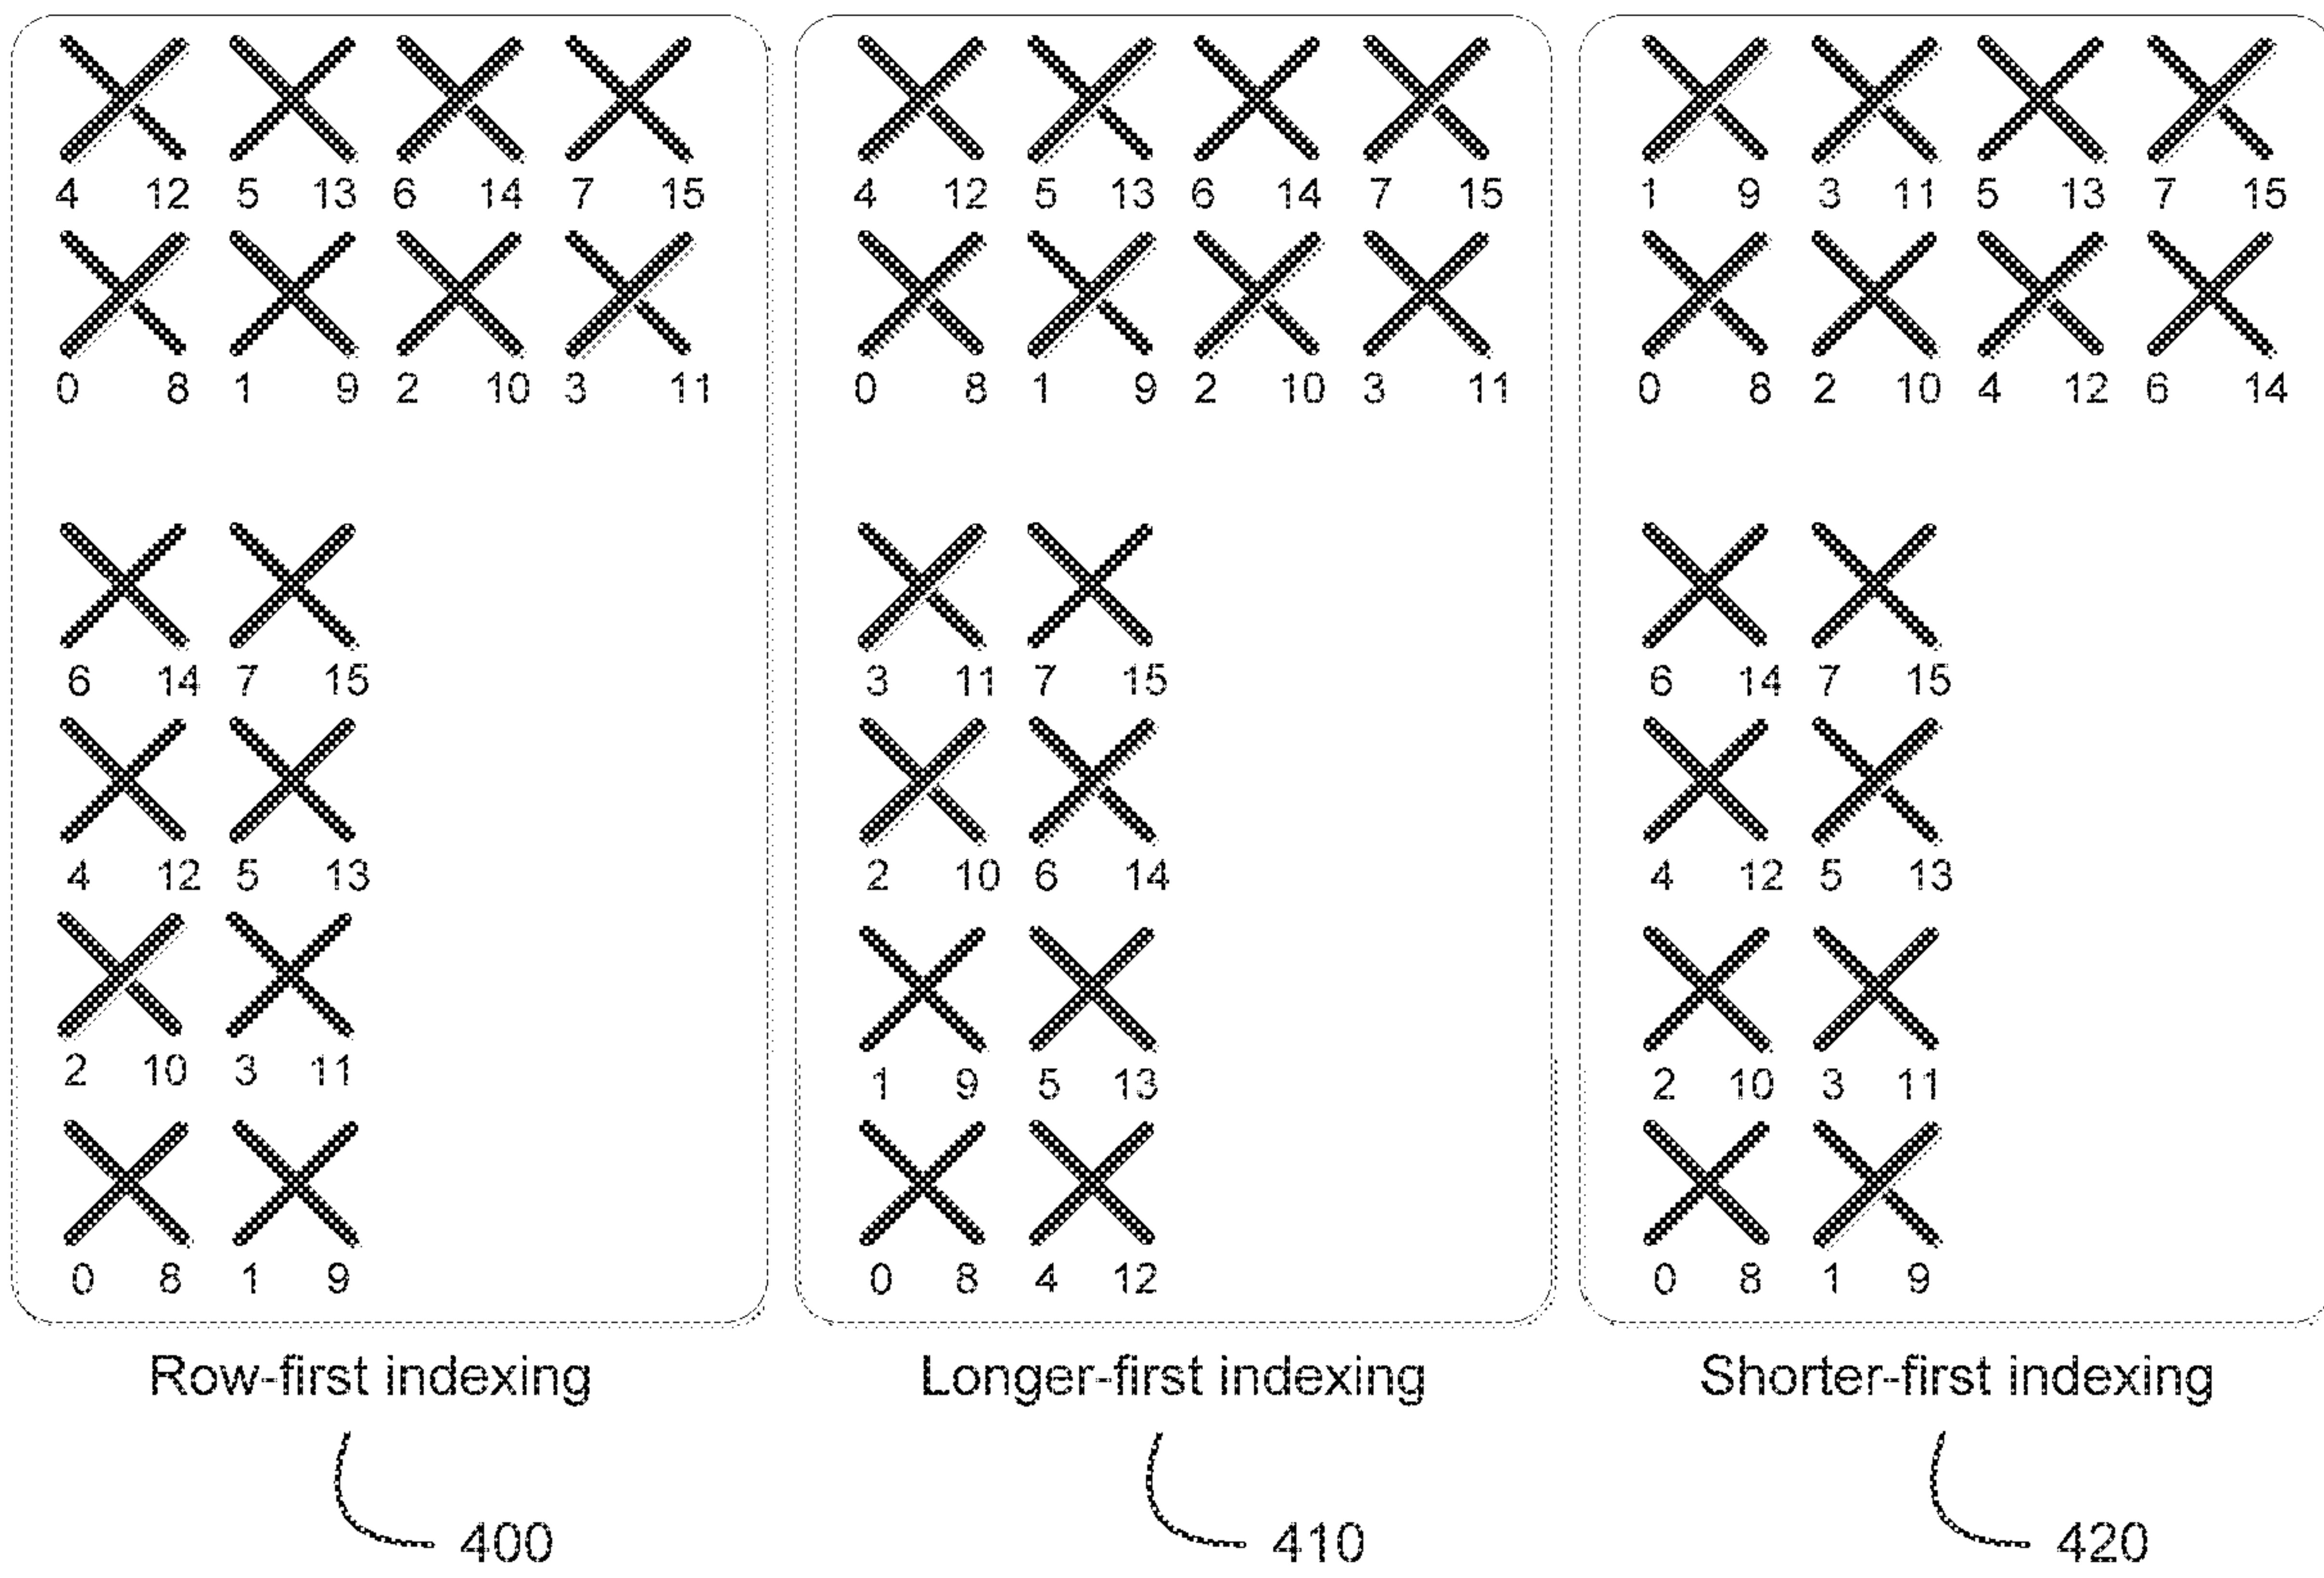 4 12 5 13 6 14 7 15
0 8 1 9 2 10 3 11
6 14 7 15
4 12 5 13
2 10 3 11
0 8 1 9
Row-first indexing
400
4 12 5 13 6 14 7 15
0 8 1 9 2 10 3 11
3 11 7 15
2 10 6 14
1 9 5 13
0 8 4 12
Longer-first indexing
410
1 9 3 11 5 13 7 15
0 8 2 10 4 12 6 14
6 14 7 15
4 12 5 13
2 10 3 11
0 8 1 9
Shorter-first indexing
420